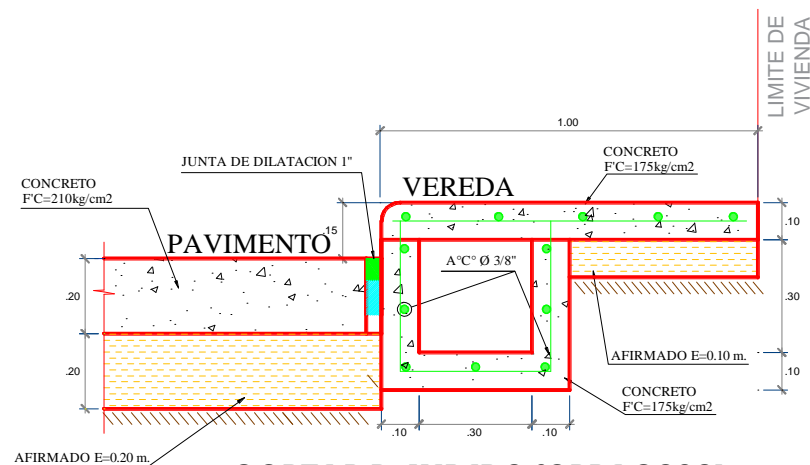 LIMITE DE
VIVIENDA
1.00
CONCRETO
F'C=175kg/cm2
JUNTA DE DILATACION 1"
CONCRETO
F'C=210kg/cm2
VEREDA
.10
.15
PAVIMENTO
A°C° Ø 3/8"
.20
.30
AFIRMADO E=0.10 m.
.20
.10
CONCRETO
F'C=175kg/cm2
.10
.30
.10
AFIRMADO E=0.20 m.